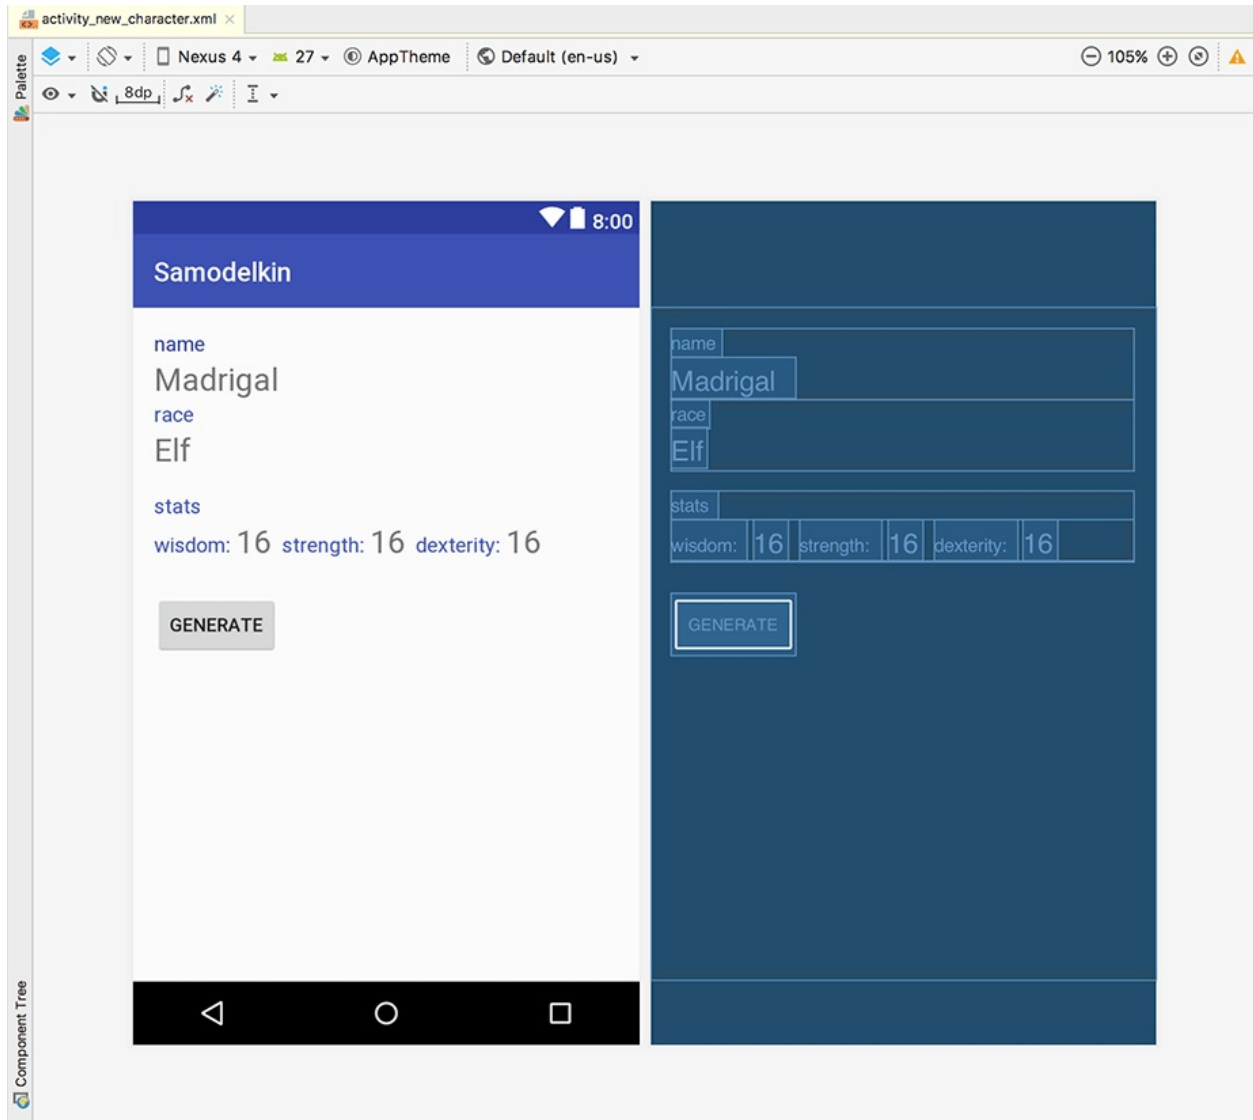 activity_new_character.xml
Palette
Nexus 4 27 AppTheme Default (en-us) 105%
8dp
8:00
Samodelkin
name
Madrigal
race
Elf
stats
wisdom: 16 strength: 16 dexterity: 16
GENERATE
name
Madrigal
race
Elf
stats
wisdom: 16 strength: 16 dexterity: 16
GENERATE
Component Tree